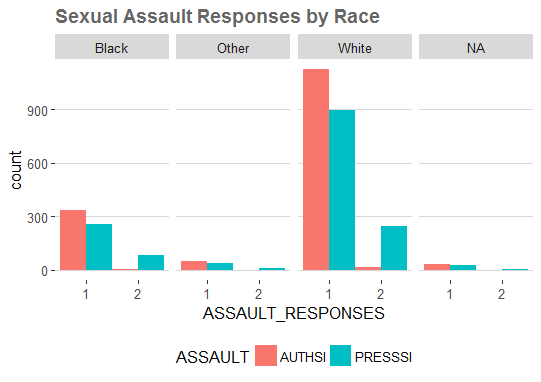 Sexual Assault Responses by Race
Black Other White NA
900
600
300
0
count
1 2 1 2 1 2 1 2
ASSAULT_RESPONSES
ASSAULT AUTHSI PRESSSI